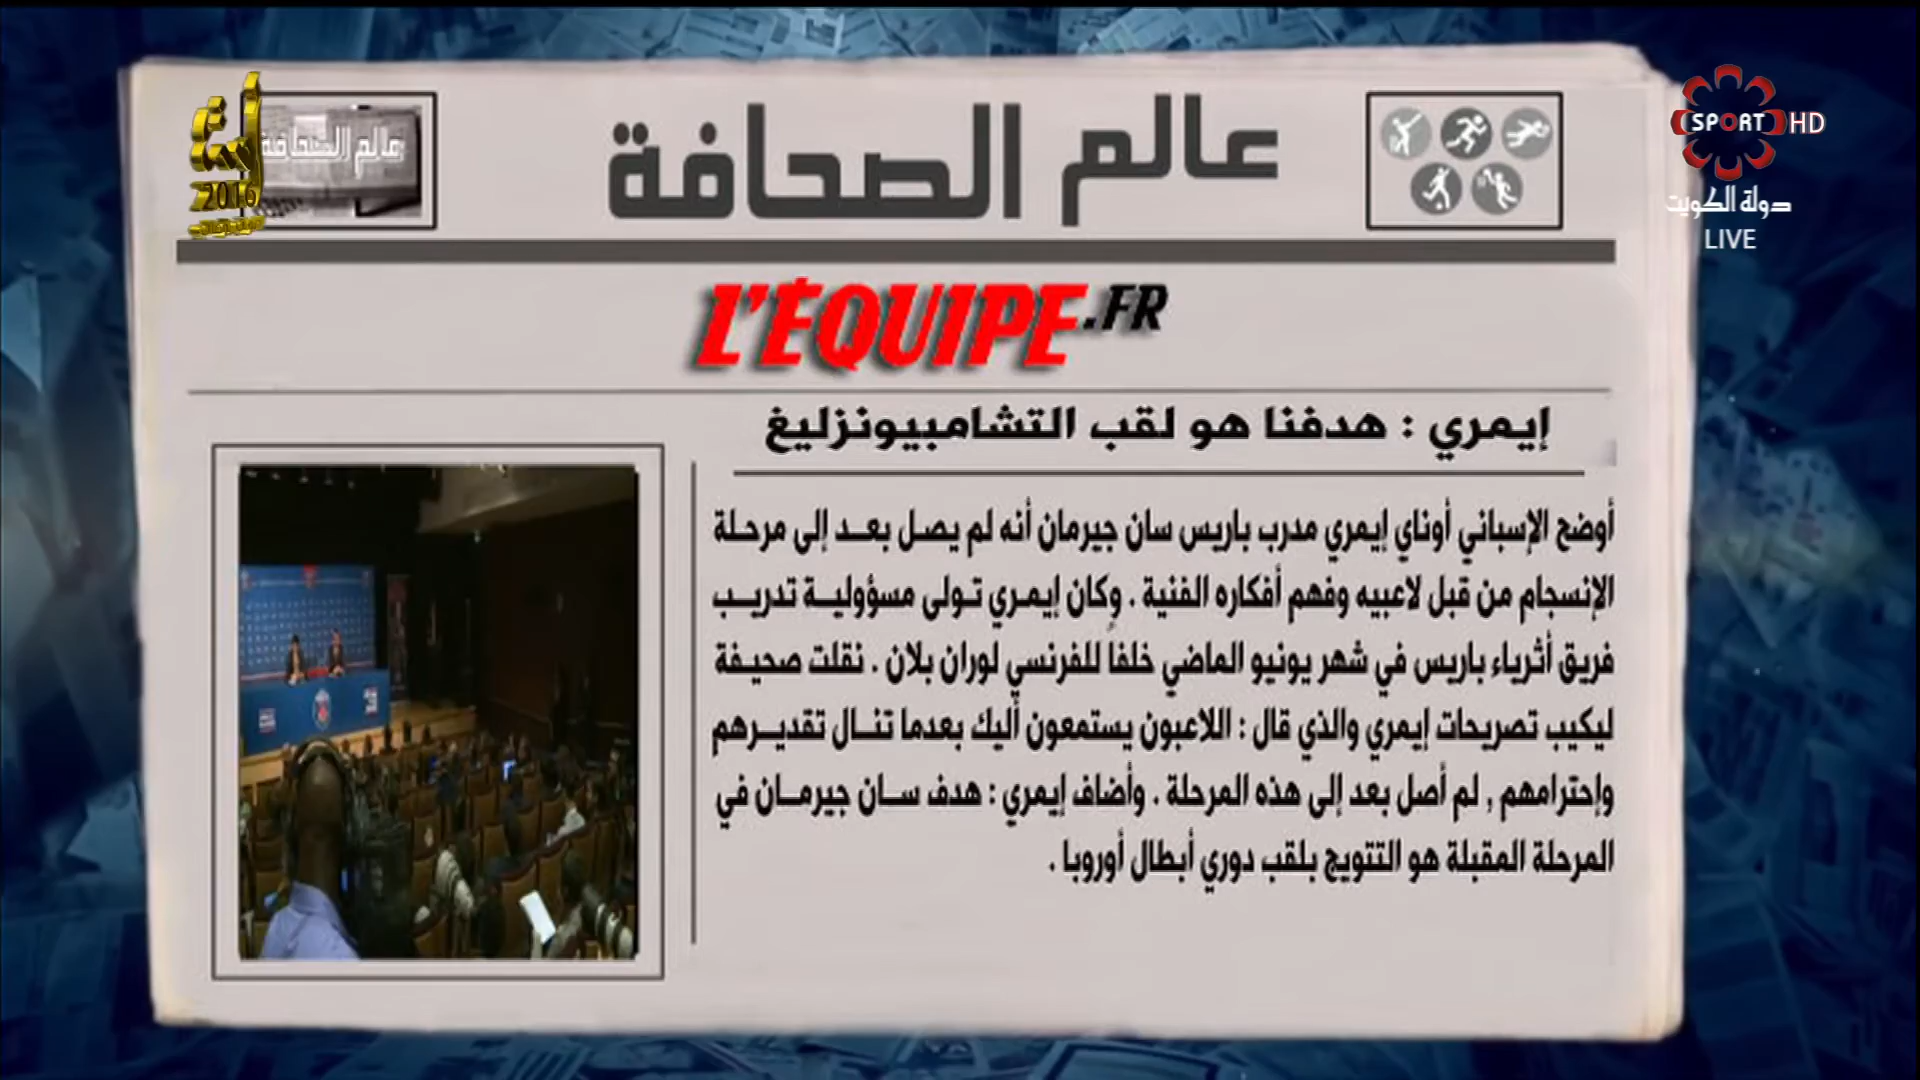 عالم الصحافة
عالم الصحافة
2016
SPORT HD
دولة الكويت
LIVE
L'ÉQUIPE.FR
إيمري : هدفنا هو لقب التشامبيونزليغ
أوضح الإسباني أوناي إيمري مدرب باريس سان جيرمان أنه لم يصل بعد إلى مرحلة
الإنسجام من قبل لاعبيه وفهم أفكاره الفنية . وكان إيمري تولى مسؤولية تدريب
فريق أثرياء باريس في شهر يونيو الماضي خلفاً للفرنسي لوران بلان . نقلت صحيفة
ليكيب تصريحات إيمري والذي قال : اللاعبون يستمعون أليك بعدما تنال تقديرهم
وإحترامهم , لم أصل بعد إلى هذه المرحلة . وأضاف إيمري : هدف سان جيرمان في
المرحلة المقبلة هو التتويج بلقب دوري أبطال أوروبا .